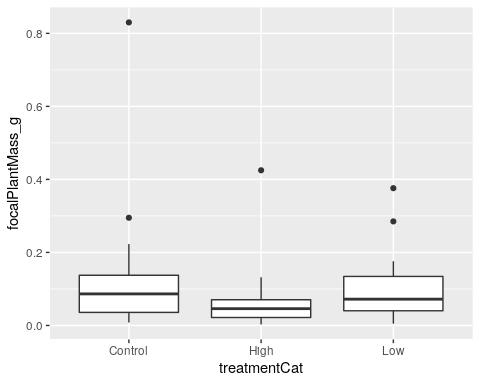 focalPlantMass_g
0.8
0.6
0.4
0.2
0.0
Control
HIgh
Low
treatmentCat